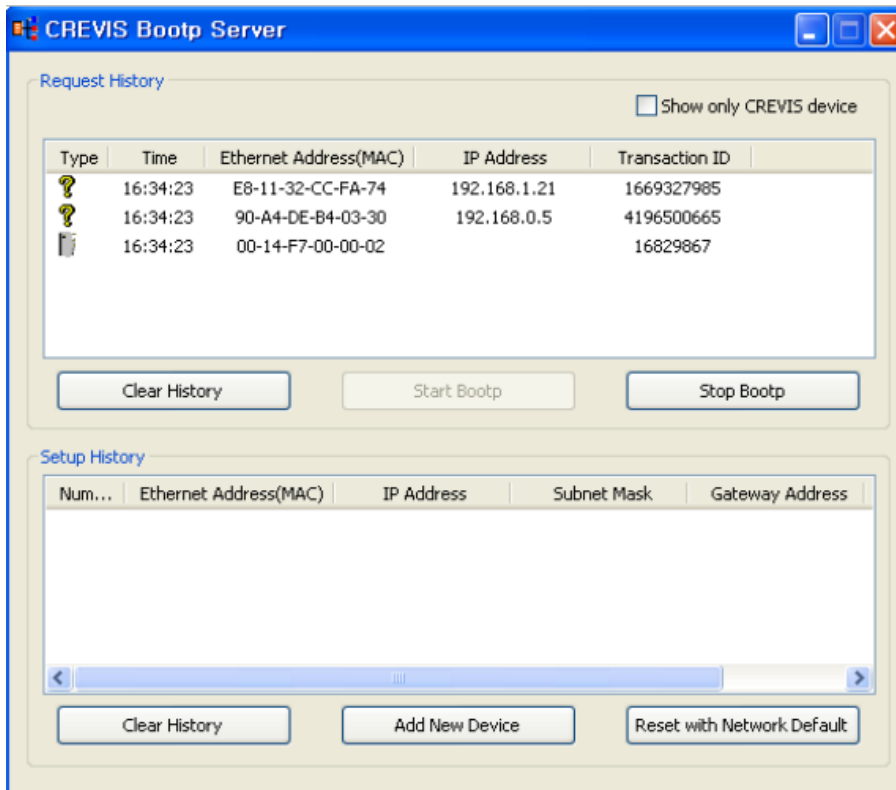 CREVIS Bootp Server
Request History
Show only CREVIS device
Type Time Ethernet Address(MAC) IP Address Transaction ID
16:34:23 E8-11-32-CC-FA-74 192.168.1.21 1669327985
16:34:23 90-A4-DE-B4-03-30 192.168.0.5 4196500665
16:34:23 00-14-F7-00-00-02 16829867
Clear History Start Bootp Stop Bootp
Setup History
Num... Ethernet Address(MAC) IP Address Subnet Mask Gateway Address
Clear History Add New Device Reset with Network Default